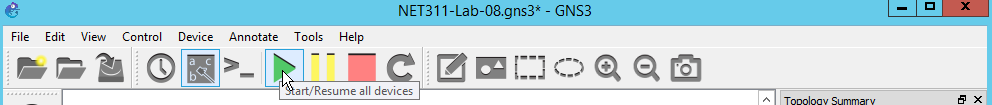 NET311-Lab-08.gns3* - GNS3
File Edit View Control Device Annotate Tools Help
a b c
>_
Start/Resume all devices
Topology Summary